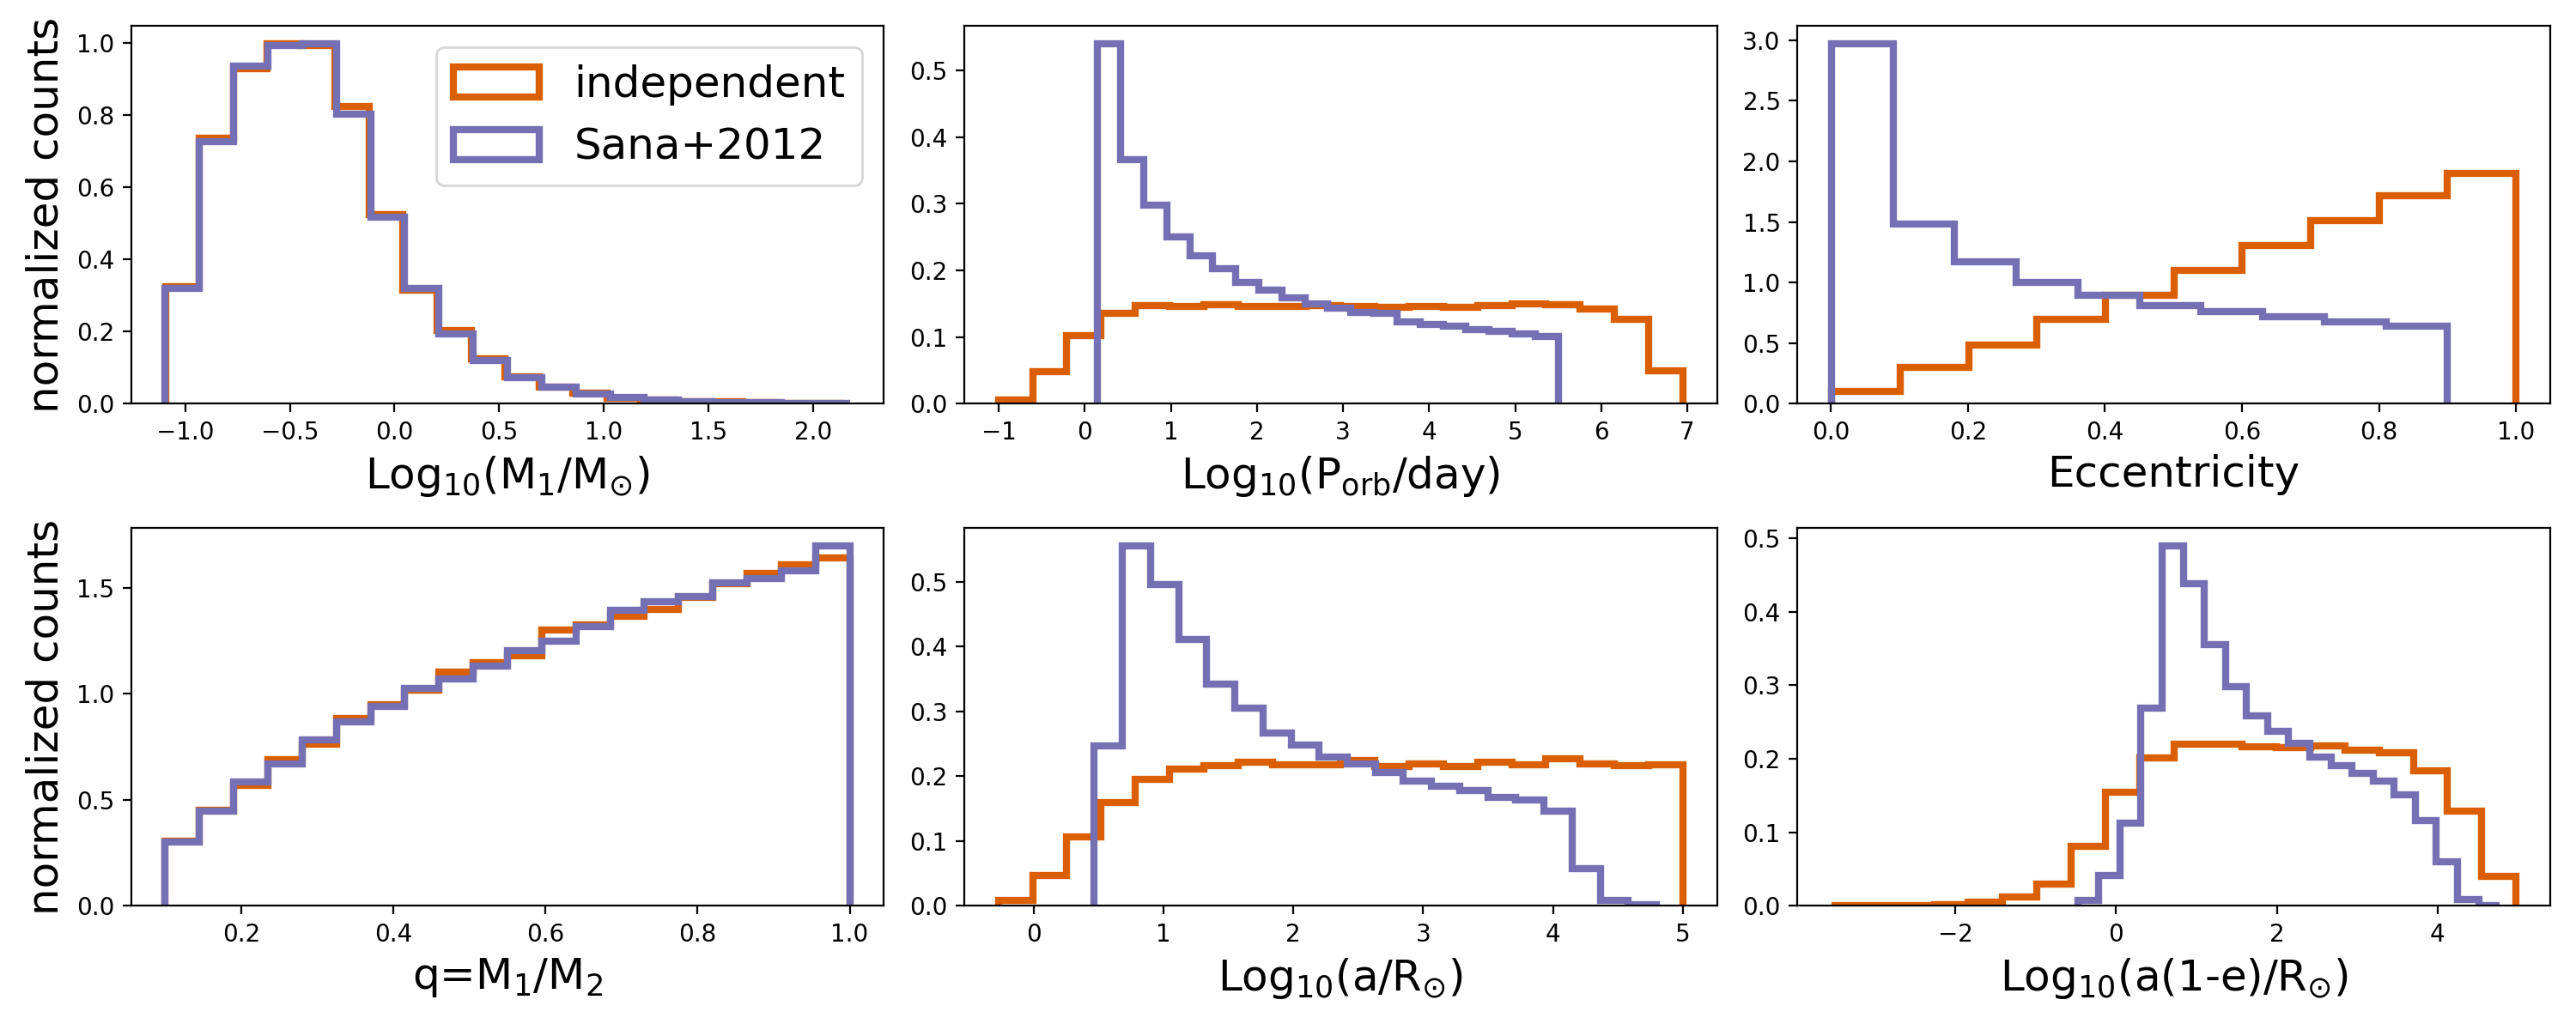 normalized counts
1.0
0.8
0.6
0.4
0.2
0.0
independent
Sana+2012
−1.0 −0.5 0.0 0.5 1.0 1.5 2.0
Log₁₀(M₁/M⊙)
0.5
0.4
0.3
0.2
0.1
0.0
−1 0 1 2 3 4 5 6 7
Log₁₀(Pₒᵣb/day)
3.0
2.5
2.0
1.5
1.0
0.5
0.0
0.0 0.2 0.4 0.6 0.8 1.0
Eccentricity
normalized counts
1.5
1.0
0.5
0.0
0.2 0.4 0.6 0.8 1.0
q=M₁/M₂
0.5
0.4
0.3
0.2
0.1
0.0
0 1 2 3 4 5
Log₁₀(a/R⊙)
0.5
0.4
0.3
0.2
0.1
0.0
−2 0 2 4
Log₁₀(a(1-e)/R⊙)